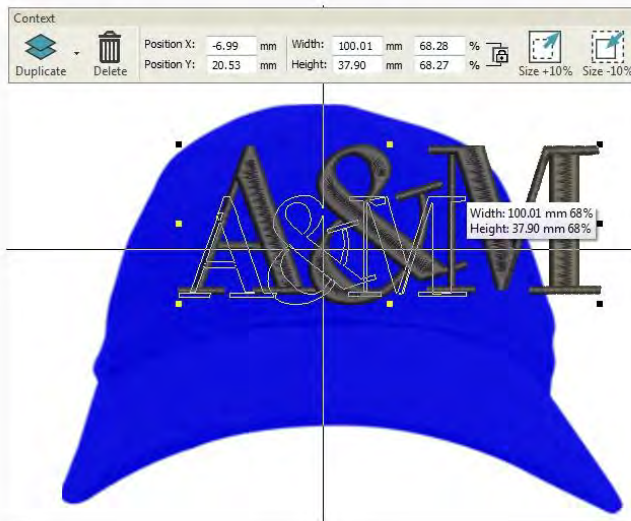 Context
Duplicate
Delete
Position X: -6.99 mm
Position Y: 20.53 mm
Width: 100.01 mm 68.28 %
Height: 37.90 mm 68.27 %
Size +10%
Size -10%
A&M
A&M
Width: 100.01 mm 68%
Height: 37.90 mm 68%